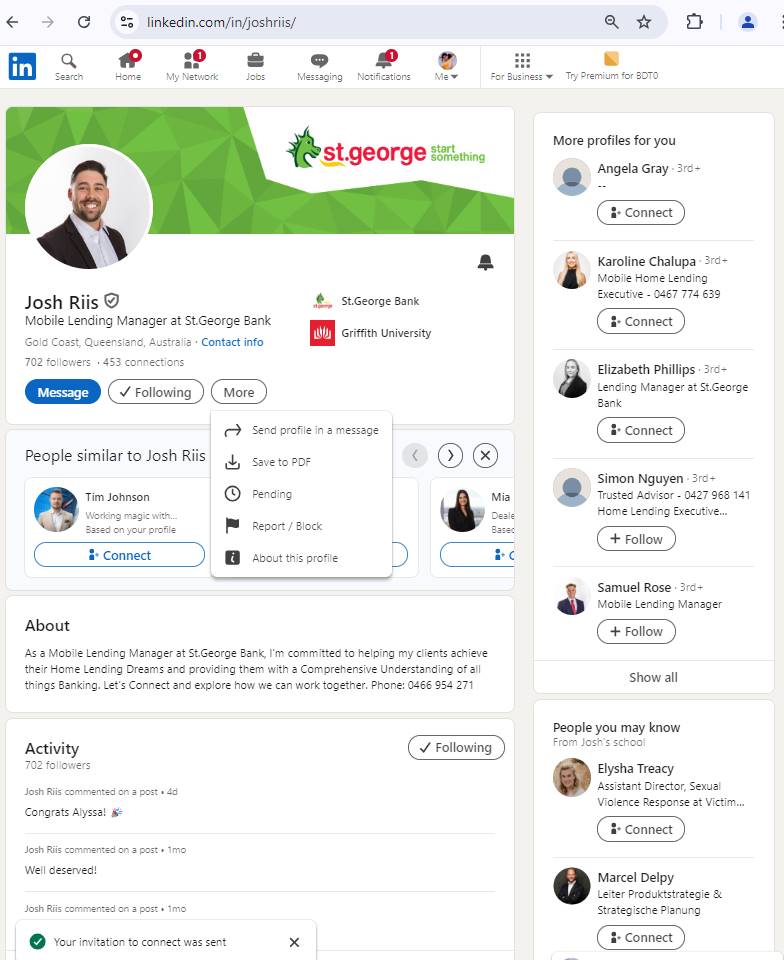 linkedin.com/in/joshriis/
in
Search
Home
1
My Network
Jobs
Messaging
1
Notifications
Me
For Business
Try Premium for BDT0
st.george
start
something
Josh Riis
Mobile Lending Manager at St.George Bank
Gold Coast, Queensland, Australia · Contact info
702 followers · 453 connections
St.George Bank
Griffith University
Message
Following
More
Send profile in a message
Save to PDF
Pending
Report / Block
About this profile
People similar to Josh Riis
Tim Johnson
Working magic with...
Based on your profile
Connect
Mia
Deale
Based
C
About
As a Mobile Lending Manager at St.George Bank, I'm committed to helping my clients achieve
their Home Lending Dreams and providing them with a Comprehensive Understanding of all
things Banking. Let's Connect and explore how we can work together. Phone: 0466 954 271
Activity
702 followers
Following
Josh Riis commented on a post • 4d
Congrats Alyssa! 🎉
Josh Riis commented on a post • 1mo
Well deserved!
Josh Riis commented on a post • 1mo
Your invitation to connect was sent
More profiles for you
Angela Gray · 3rd+
--
Connect
Karoline Chalupa · 3rd+
Mobile Home Lending
Executive - 0467 774 639
Connect
Elizabeth Phillips · 3rd+
Lending Manager at St.George
Bank
Connect
Simon Nguyen · 3rd+
Trusted Advisor - 0427 968 141
Home Lending Executive...
+ Follow
Samuel Rose · 3rd+
Mobile Lending Manager
+ Follow
Show all
People you may know
From Josh's school
Elysha Treacy
Assistant Director, Sexual
Violence Response at Victim...
Connect
Marcel Delpy
Leiter Produktstrategie &
Strategische Planung
Connect